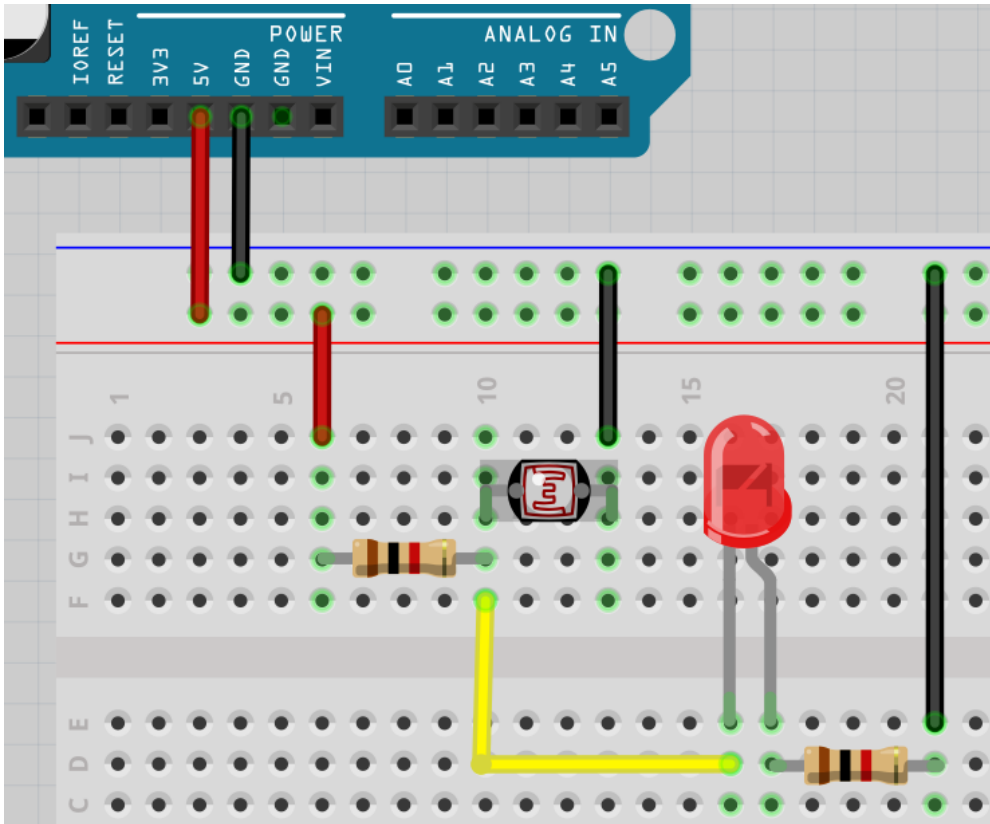 POWER
ANALOG IN
IOREF
RESET
3V3
5V
GND
GND
VIN
A0
A1
A2
A3
A4
A5
1
5
10
15
20
J
I
H
G
F
E
D
C